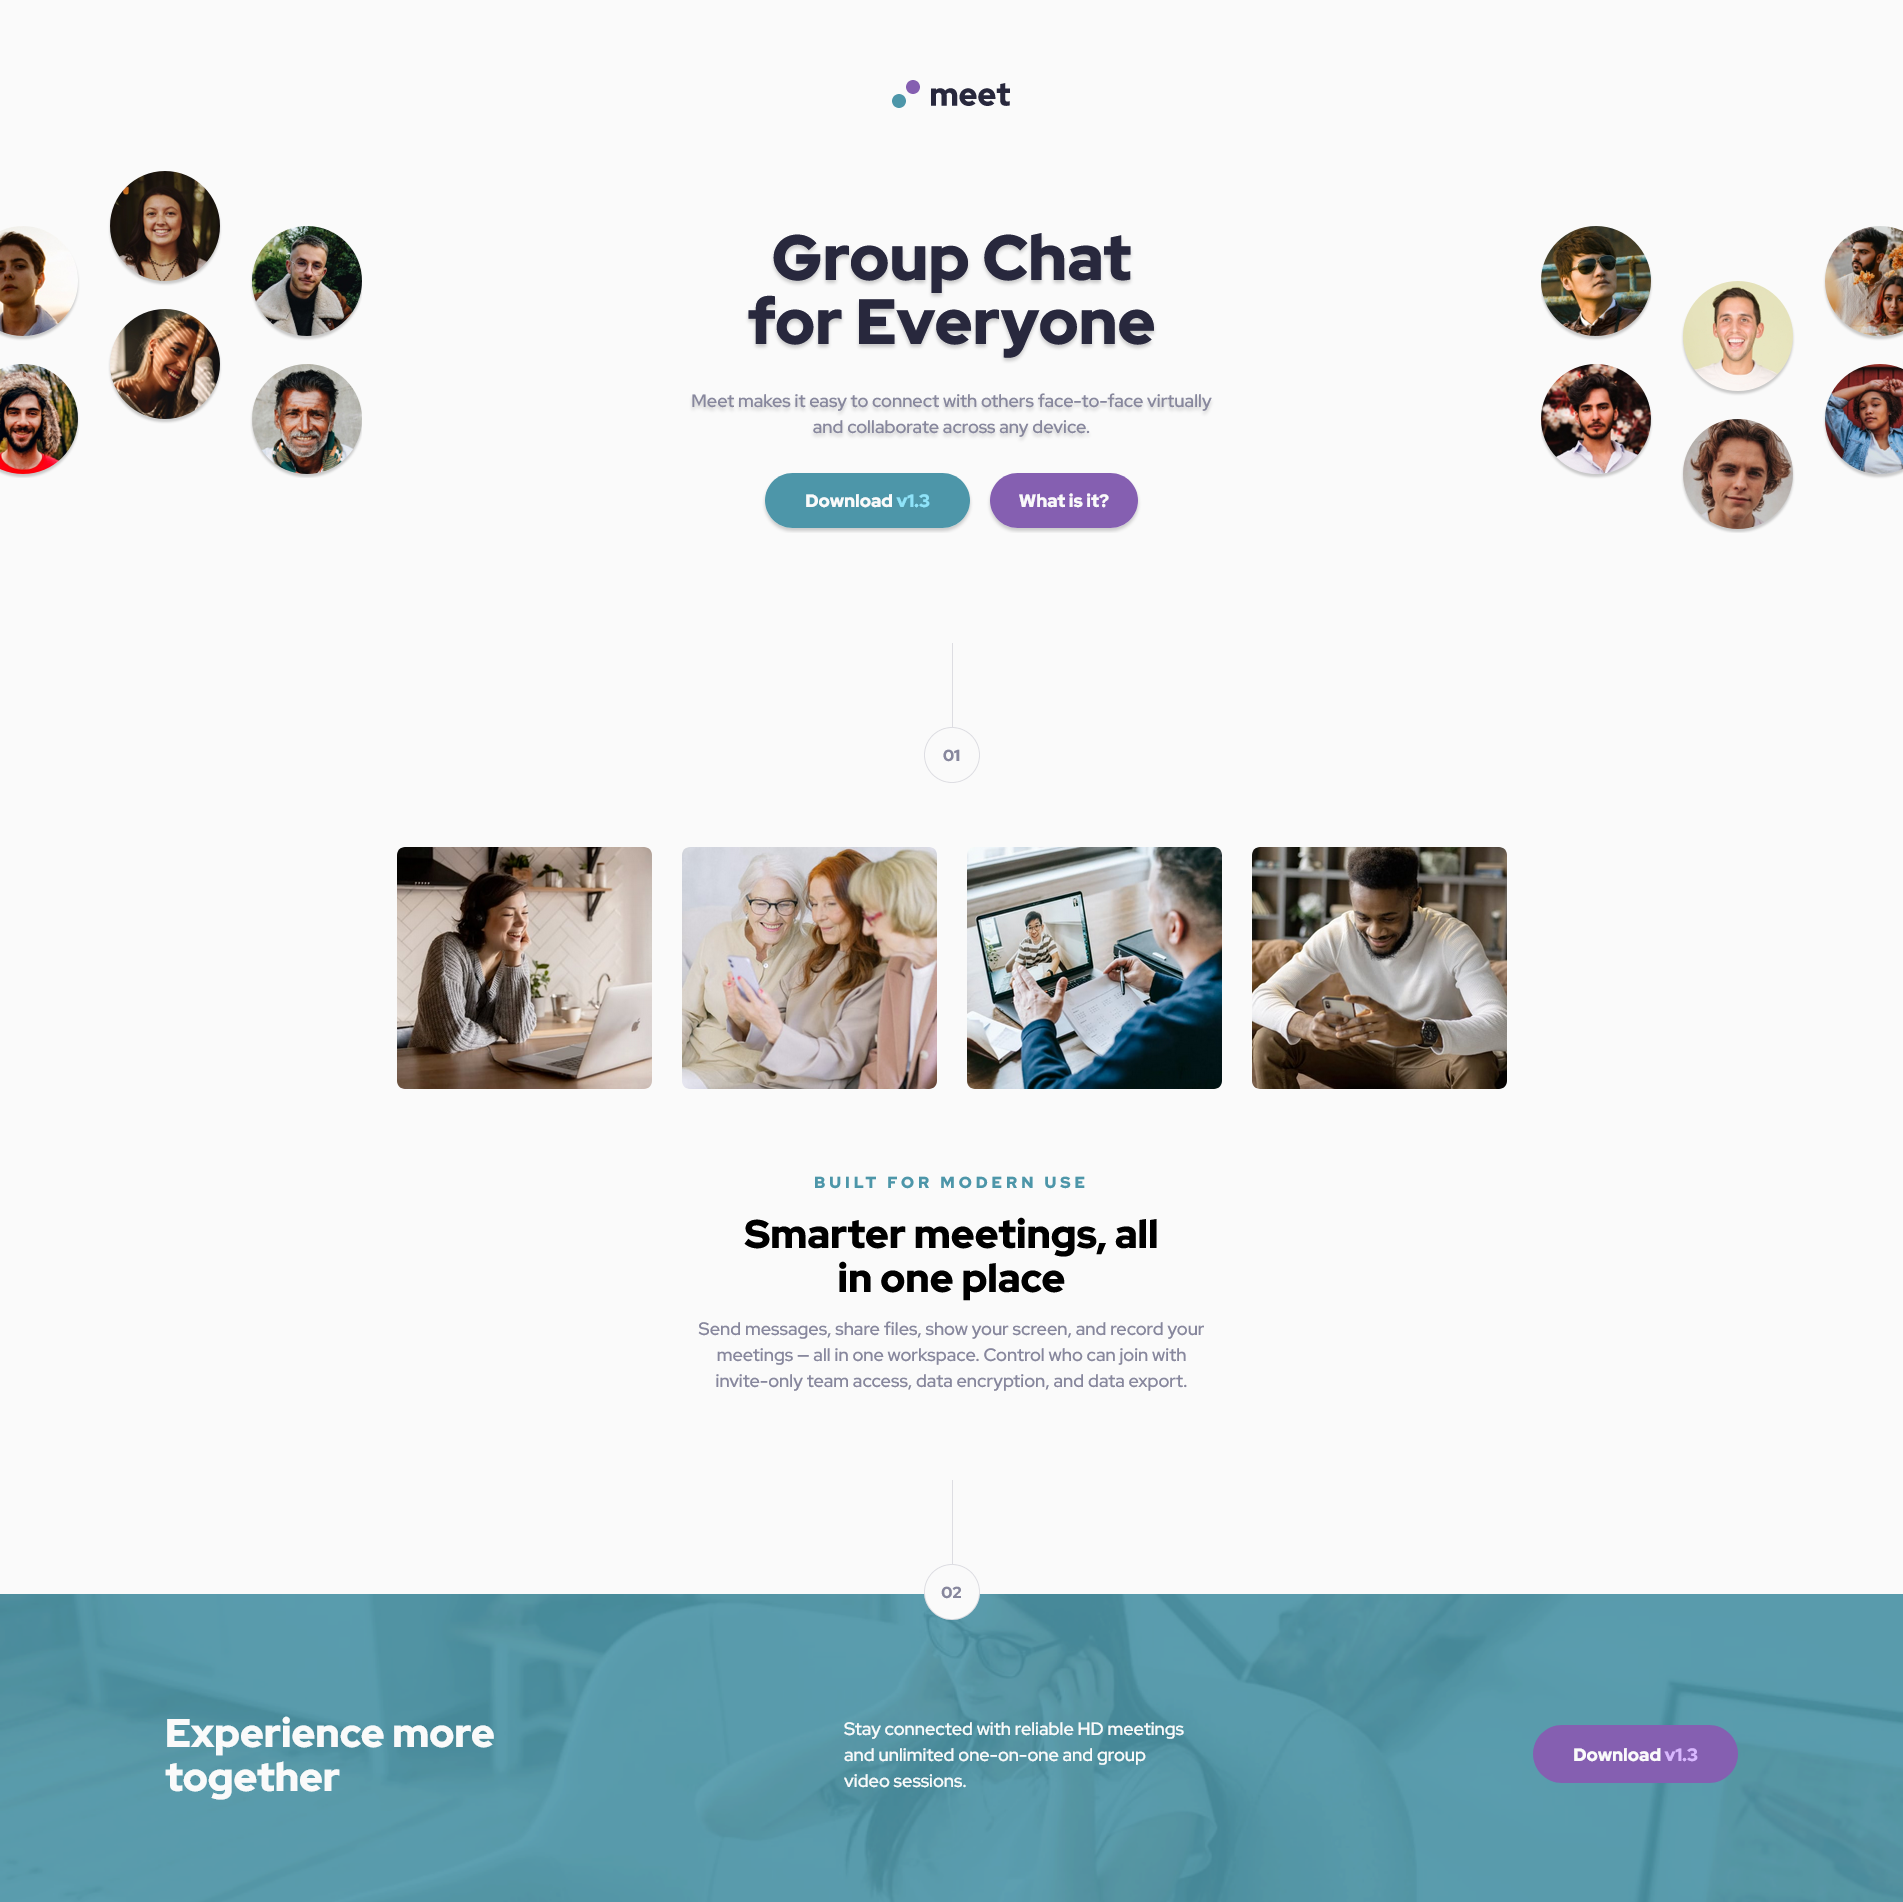 meet
Group Chat
for Everyone
Meet makes it easy to connect with others face-to-face virtually
and collaborate across any device.
Download v1.3
What is it?
01
BUILT FOR MODERN USE
Smarter meetings, all
in one place
Send messages, share files, show your screen, and record your
meetings — all in one workspace. Control who can join with
invite-only team access, data encryption, and data export.
02
Experience more
together
Stay connected with reliable HD meetings
and unlimited one-on-one and group
video sessions.
Download v1.3